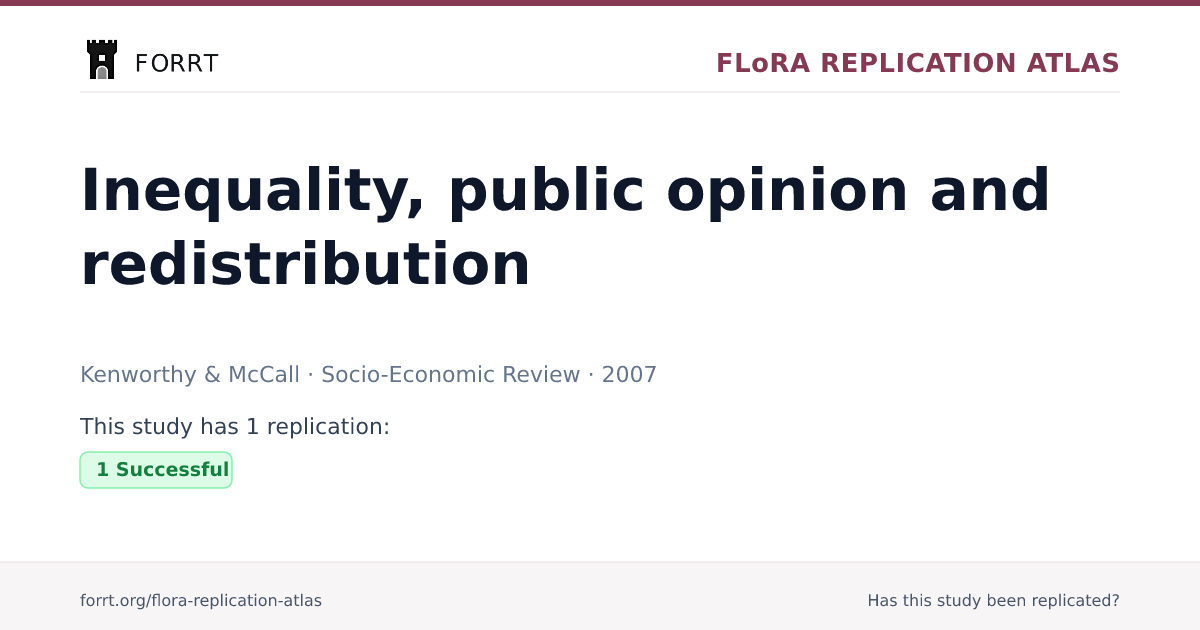 FORRT
FLoRA REPLICATION ATLAS
Inequality, public opinion and
redistribution
Kenworthy & McCall · Socio-Economic Review · 2007
This study has 1 replication:
1 Successful
forrt.org/flora-replication-atlas
Has this study been replicated?